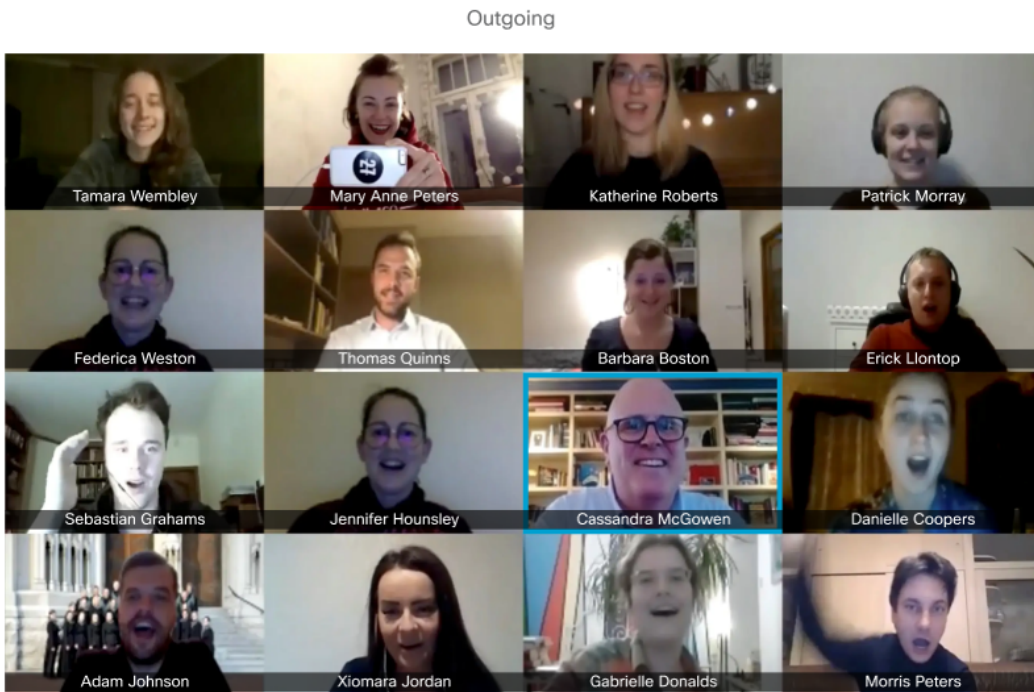 Outgoing
Tamara Wembley
Mary Anne Peters
27
Katherine Roberts
Patrick Morray
Federica Weston
Thomas Quinns
Barbara Boston
Erick Llontop
Sebastian Grahams
Jennifer Hounsley
Cassandra McGowen
Danielle Coopers
Adam Johnson
Xiomara Jordan
Gabrielle Donalds
Morris Peters